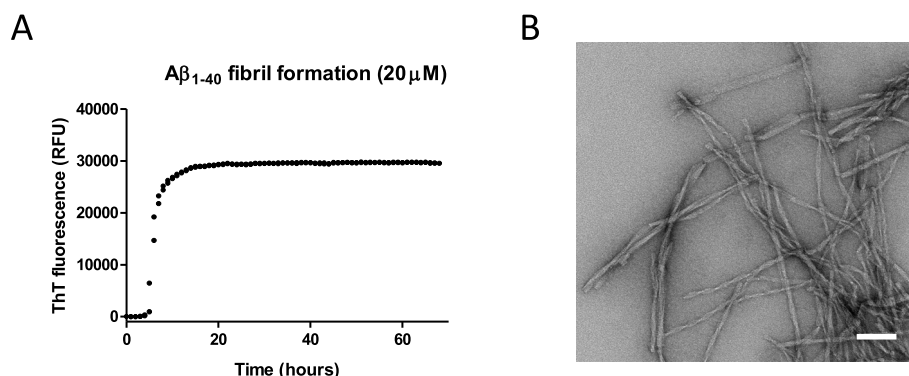 A
B
Aβ1-40 fibril formation (20μM)
40000
30000
20000
10000
0
ThT fluorescence (RFU)
0 20 40 60
Time (hours)